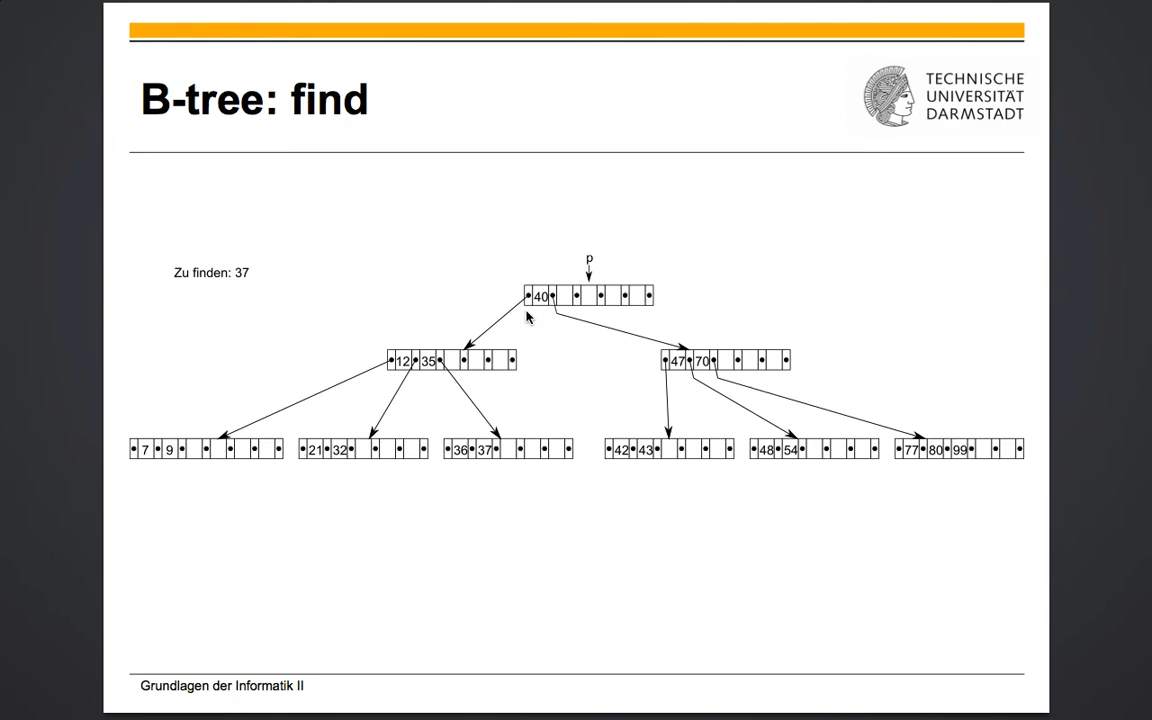 B-tree: find
TECHNISCHE
UNIVERSITÄT
DARMSTADT
p
Zu finden: 37
40
12 35
47 70
7 9
21 32
36 37
42 43
48 54
77 80 99
Grundlagen der Informatik II